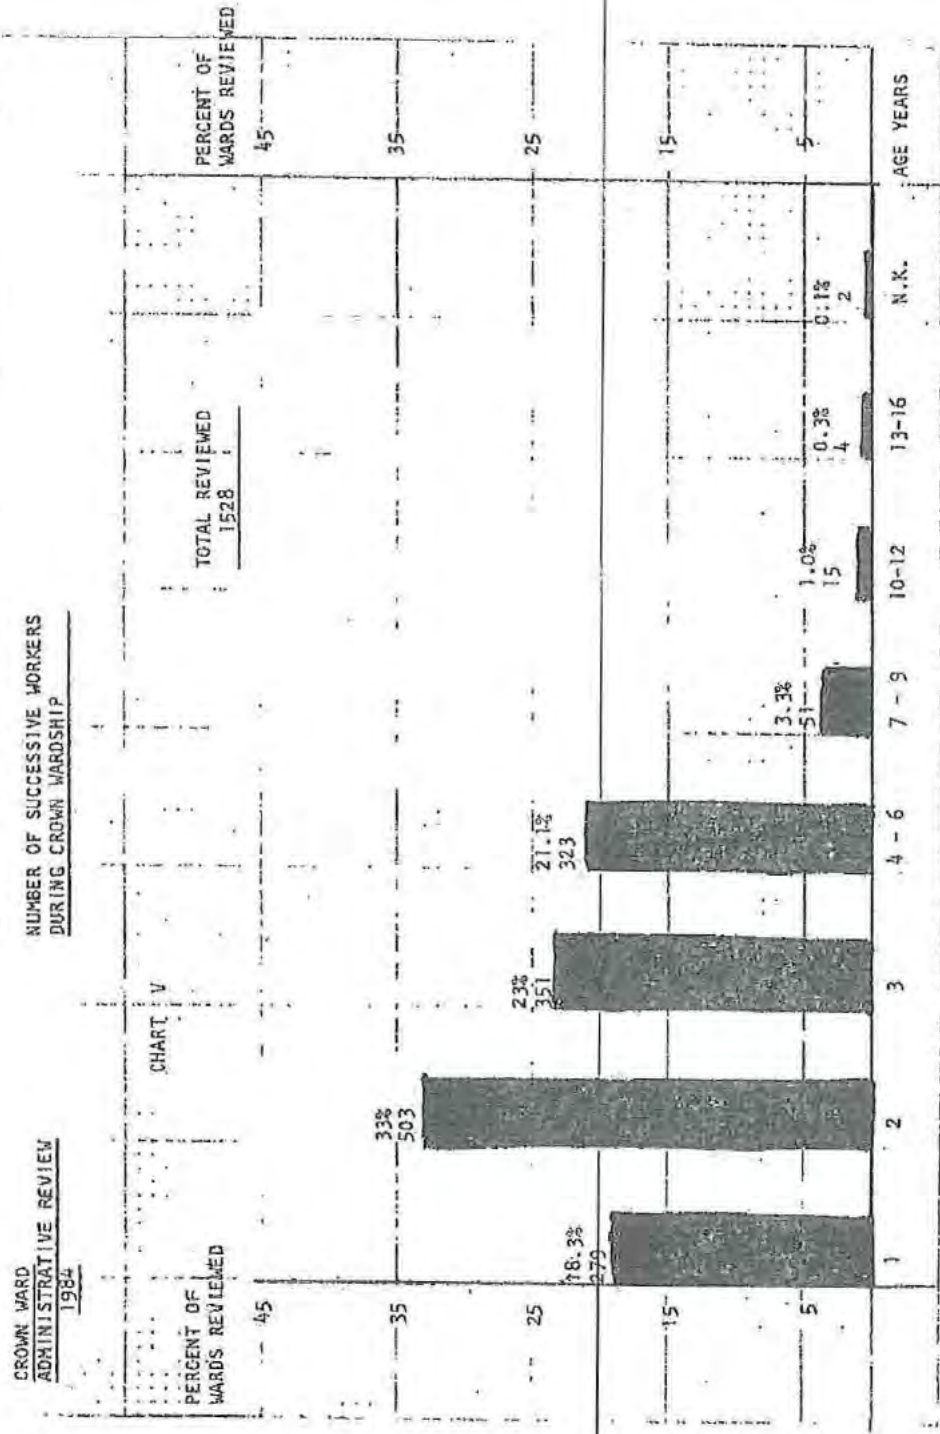 CROWN WARD
ADMINISTRATIVE REVIEW
1984
NUMBER OF SUCCESSIVE WORKERS
DURING CROWN WARDSHIP
CHART V
PERCENT OF
WARDS REVIEWED
TOTAL REVIEWED
1528
PERCENT OF
WARDS REVIEWED
45
45
35
35
25
25
15
15
5
5
18.3%
279
33%
503
23%
351
21.1%
323
3.3%
51
1.0%
15
0.3%
4
0.1%
2
1
2
3
4 - 6
7 - 9
10-12
13-16
N.K.
AGE YEARS